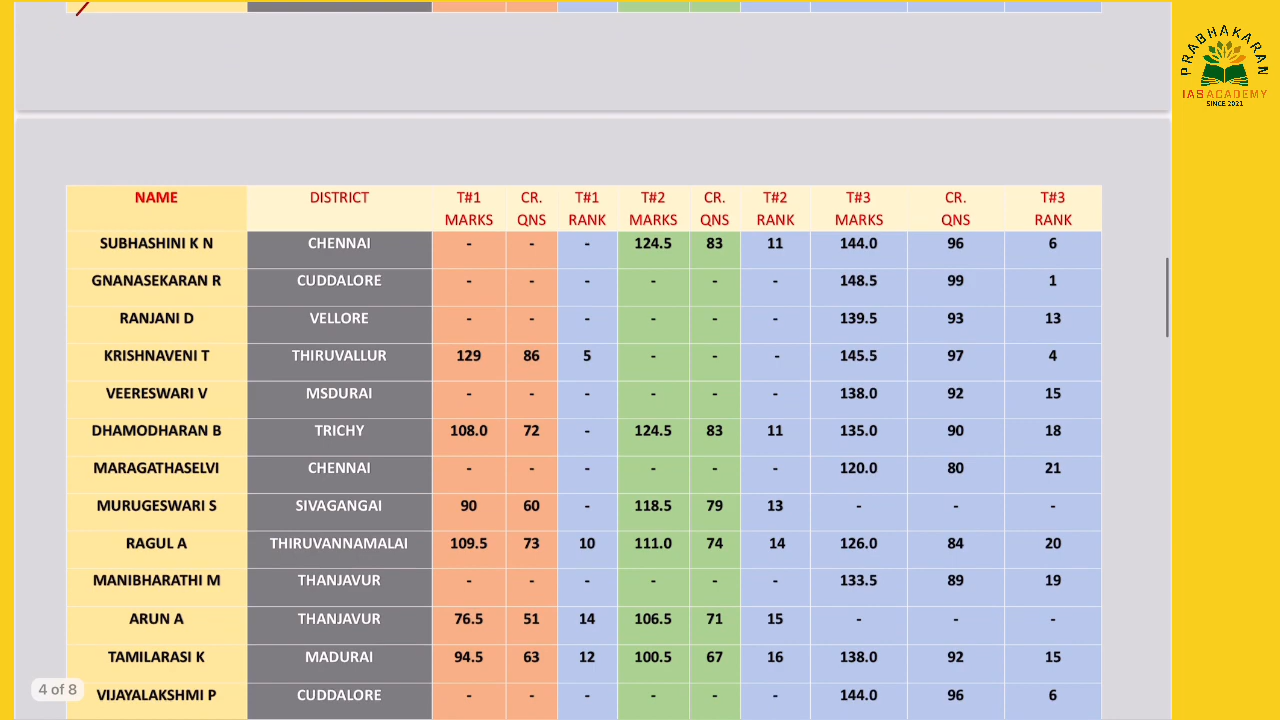 PRABHAKARAN
IAS ACADEMY
SINCE 2021
NAME DISTRICT T#1 MARKS CR. QNS T#1 RANK T#2 MARKS CR. QNS T#2 RANK T#3 MARKS CR. QNS T#3 RANK
SUBHASHINI K N CHENNAI - - - 124.5 83 11 144.0 96 6
GNANASEKARAN R CUDDALORE - - - - - - 148.5 99 1
RANJANI D VELLORE - - - - - - 139.5 93 13
KRISHNAVENI T THIRUVALLUR 129 86 5 - - - 145.5 97 4
VEERESWARI V MSDURAI - - - - - - 138.0 92 15
DHAMODHARAN B TRICHY 108.0 72 - 124.5 83 11 135.0 90 18
MARAGATHASELVI CHENNAI - - - - - - 120.0 80 21
MURUGESWARI S SIVAGANGAI 90 60 - 118.5 79 13 - - -
RAGUL A THIRUVANNAMALAI 109.5 73 10 111.0 74 14 126.0 84 20
MANIBHARATHI M THANJAVUR - - - - - - 133.5 89 19
ARUN A THANJAVUR 76.5 51 14 106.5 71 15 - - -
TAMILARASI K MADURAI 94.5 63 12 100.5 67 16 138.0 92 15
VIJAYALAKSHMI P CUDDALORE - - - - - - 144.0 96 6
4 of 8